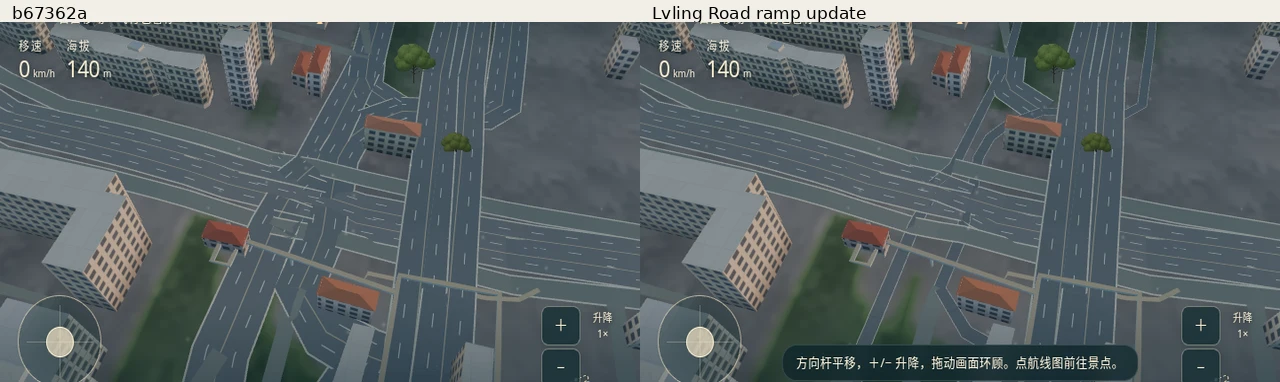 b67362a
Lvling Road ramp update
移速 海拔
0 km/h 140 m
升降
1×
+
−
移速 海拔
0 km/h 140 m
升降
1×
+
−
方向杆平移，＋/− 升降，拖动画面环顾。点航线图前往景点。